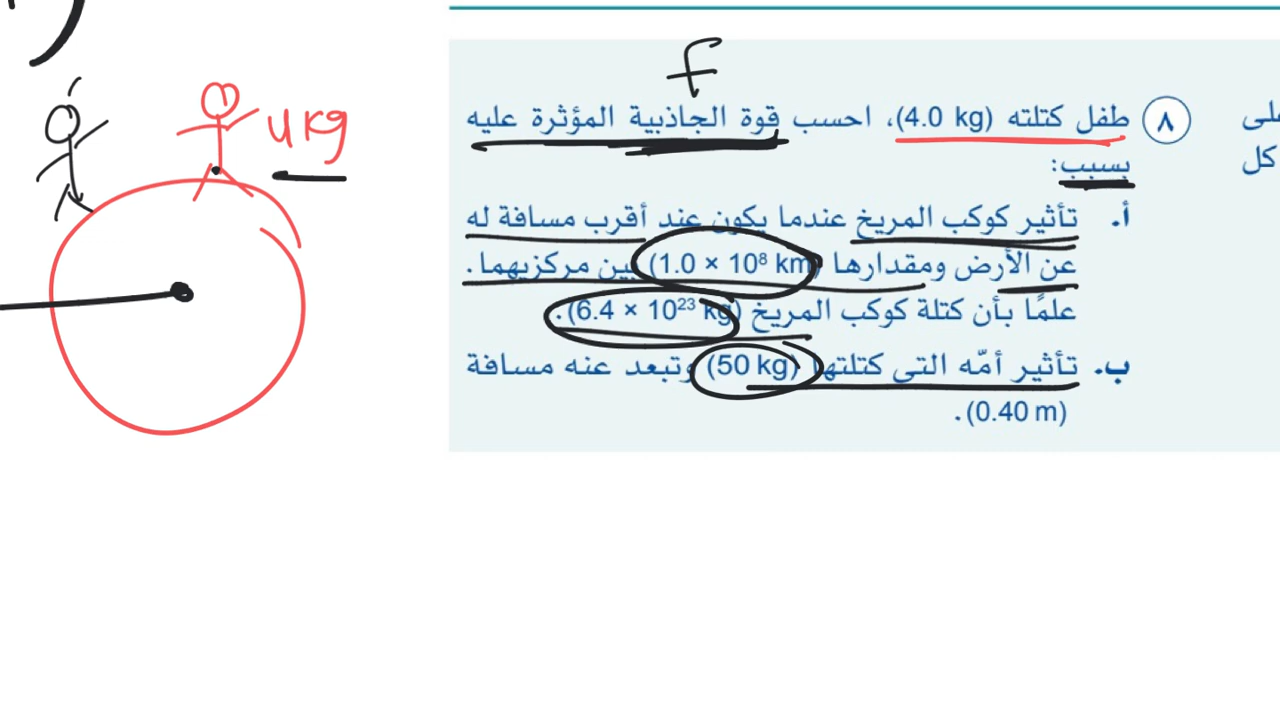 f
4kg
٨ طفل كتلته (4.0 kg)، احسب قوة الجاذبية المؤثرة عليه
بسبب:
أ. تأثير كوكب المريخ عندما يكون عند أقرب مسافة له
عن الأرض ومقدارها (1.0 × 10⁸ km) بين مركزيهما.
علمًا بأن كتلة كوكب المريخ (6.4 × 10²³ kg).
ب. تأثير أمّه التي كتلتها (50 kg) وتبعد عنه مسافة
(0.40 m).
كل